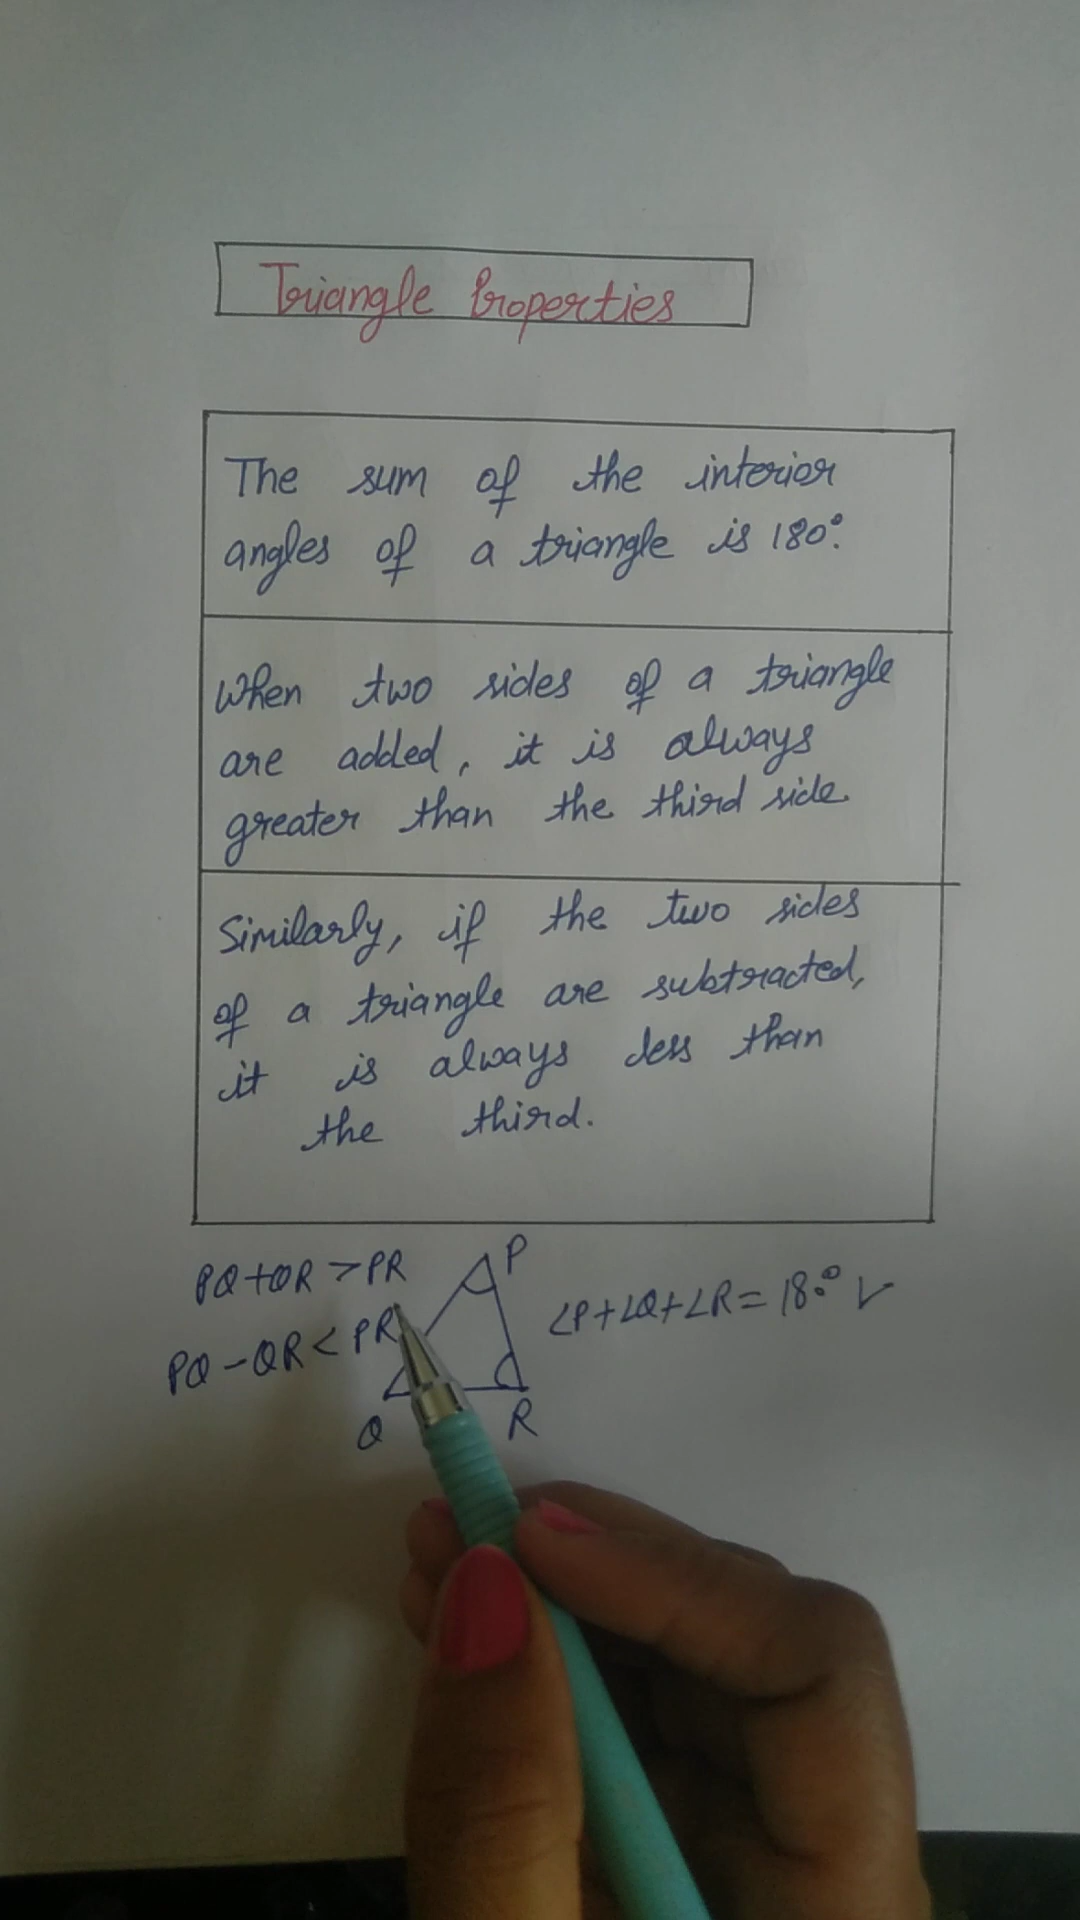 Triangle Properties
The sum of the interior
angles of a triangle is 180°.
When two sides of a triangle
are added, it is always
greater than the third side.
Similarly, if the two sides
of a triangle are subtracted,
it is always less than
the third.
PQ+QR >PR
PQ-QR< PR
P
Q
R
∠P+∠Q+∠R= 180°